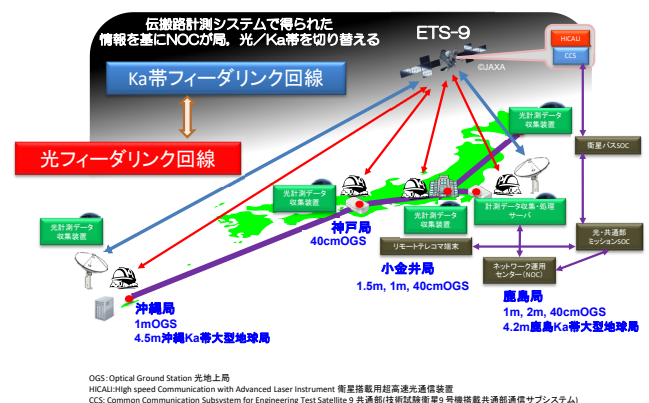 伝搬路計測システムで得られた
情報を基にNOCが局，光／Ka帯を切り替える
ETS-9
©JAXA
HICALI
CCS
Ka帯フィーダリンク回線
光フィーダリンク回線
光計測データ
収集装置
衛星バスSOC
光計測データ
収集装置
光計測データ
収集装置
計測データ収集・処理
サーバ
光計測データ
収集装置
神戸局
40cmOGS
リモートテレコマ端末
光・共通部
ミッションSOC
小金井局
1.5m, 1m, 40cmOGS
ネットワーク運用
センター（NOC）
沖縄局
1mOGS
4.5m沖縄Ka帯大型地球局
鹿島局
1m, 2m, 40cmOGS
4.2m鹿島Ka帯大型地球局
OGS：Optical Ground Station 光地上局
HICALI:HIgh speed Communication with Advanced Laser Instrument 衛星搭載用超高速光通信装置
CCS: Common Communication Subsystem for Engineering Test Satellite 9 共通部(技術試験衛星9号機搭載共通部通信サブシステム)